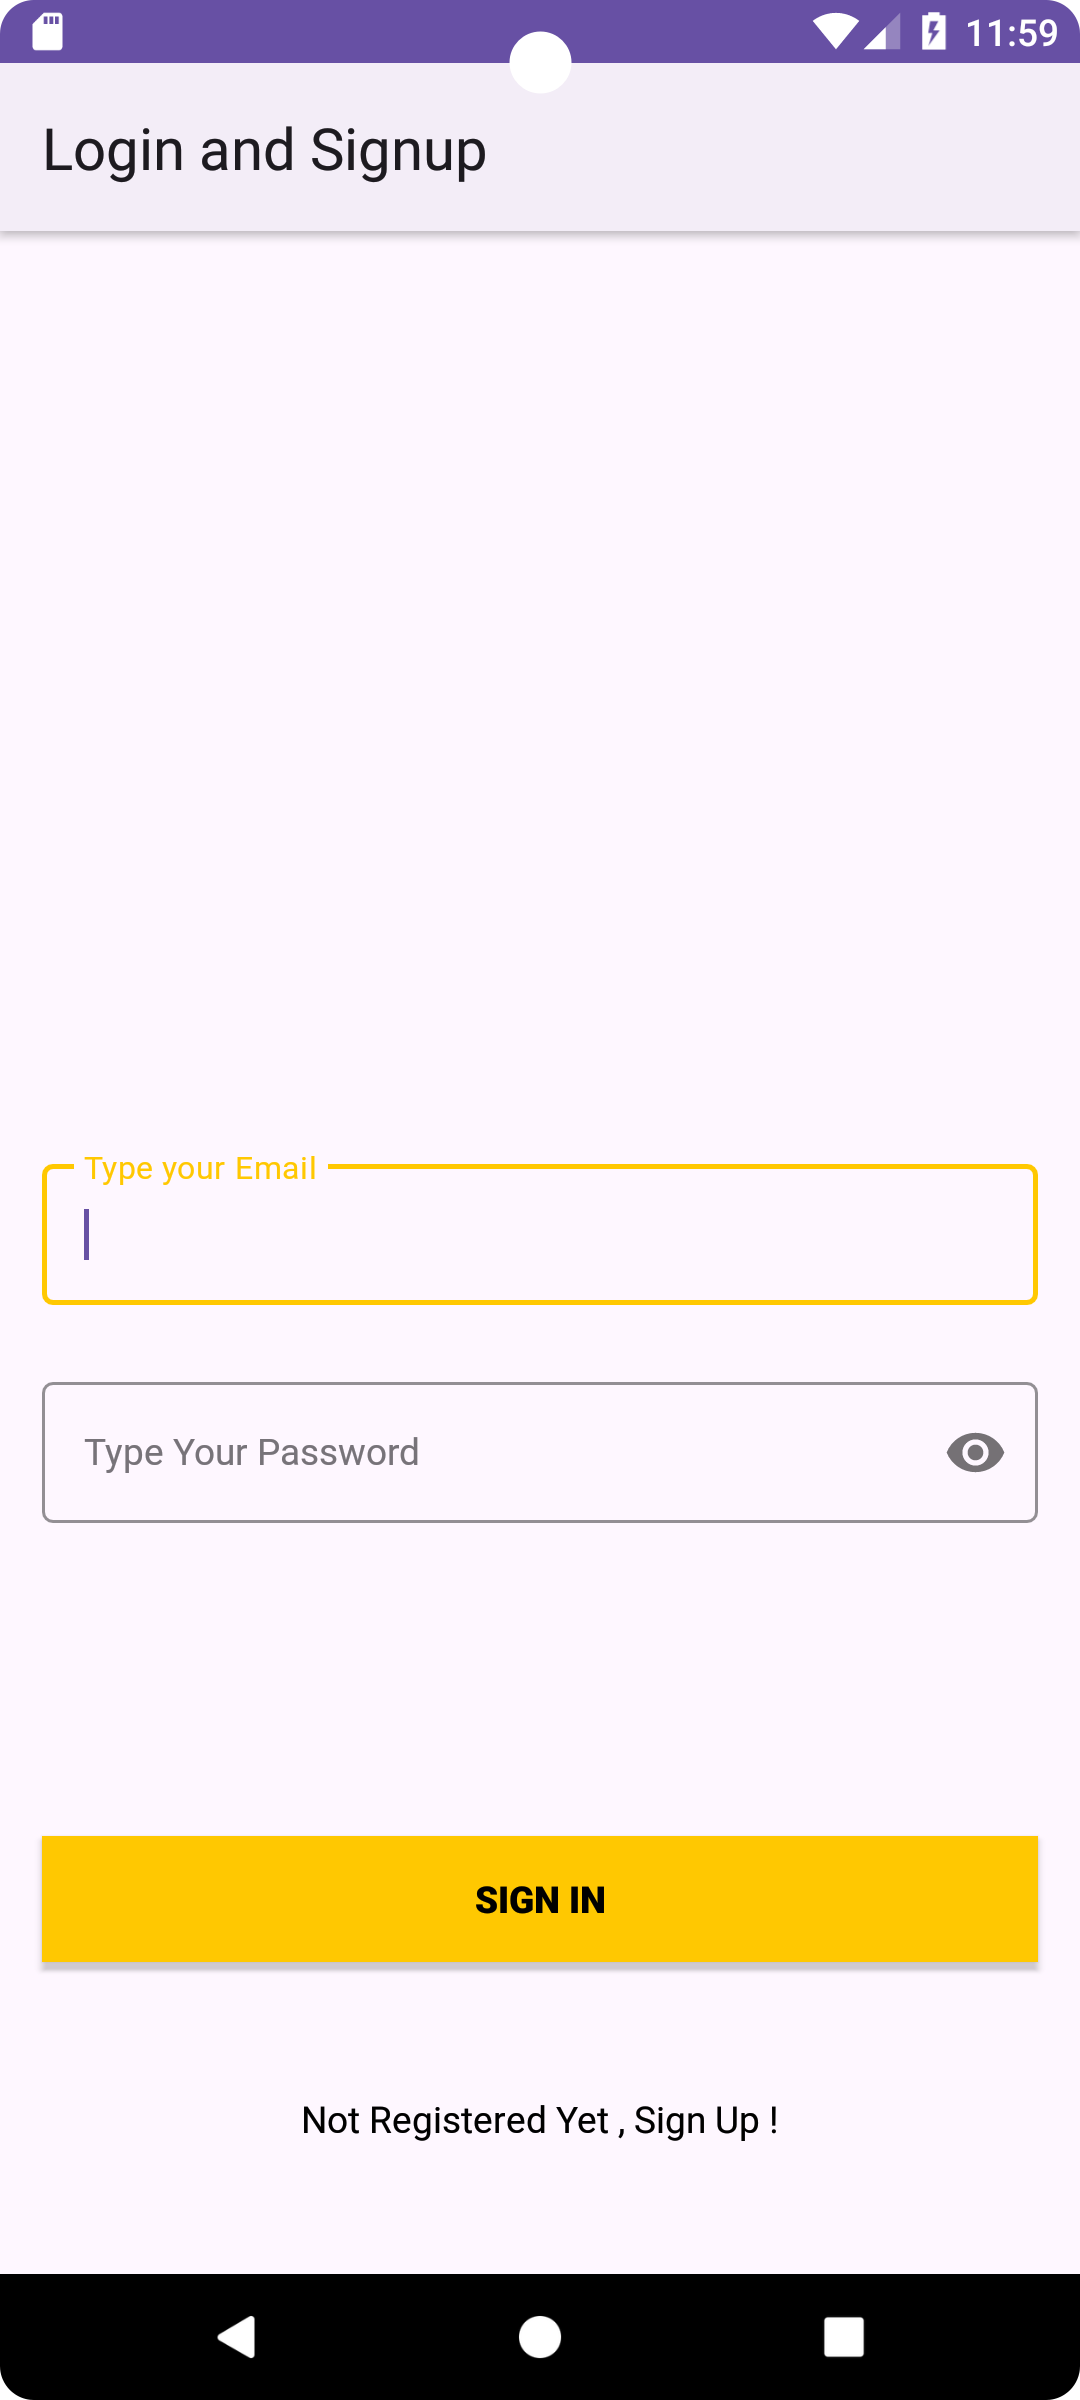 11:59
Login and Signup
Type your Email
Type Your Password
SIGN IN
Not Registered Yet , Sign Up !